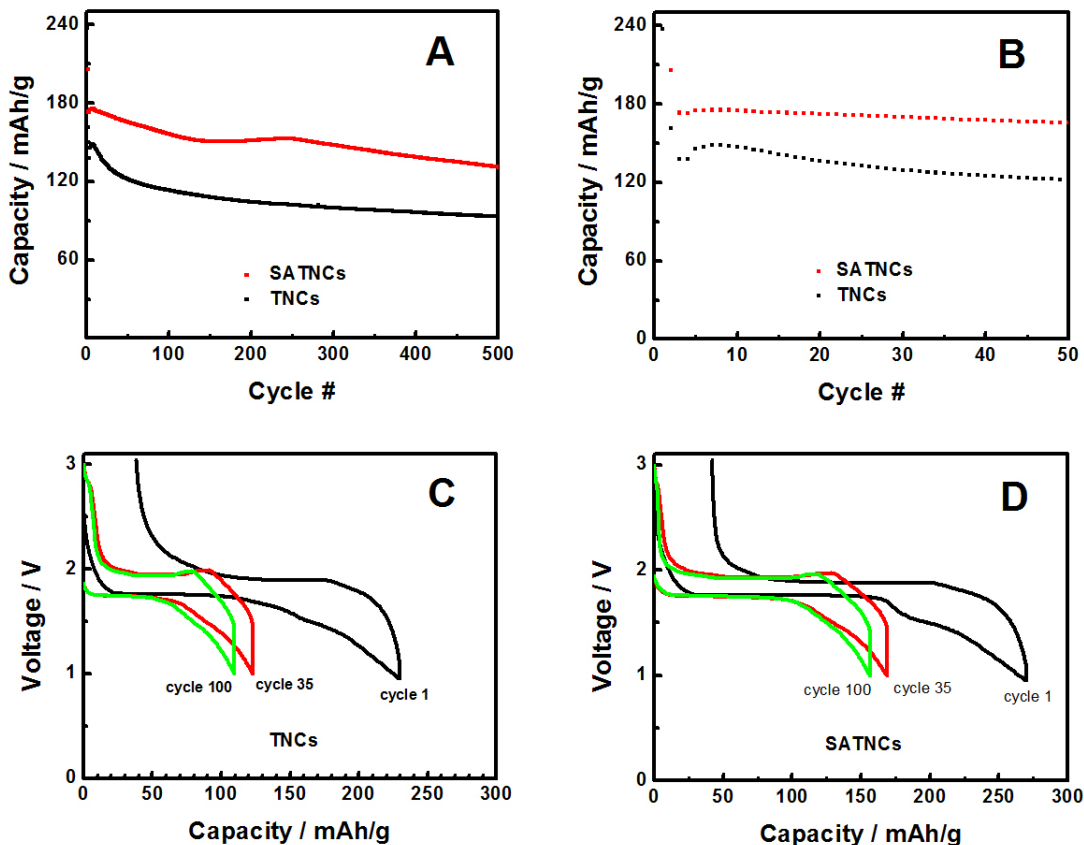 A
Capacity / mAh/g
240
180
120
60
SATNCs
TNCs
0 100 200 300 400 500
Cycle #
B
Capacity / mAh/g
240
180
120
60
0
SATNCs
TNCs
0 10 20 30 40 50
Cycle #
C
Voltage / V
3
2
1
0
cycle 100 cycle 35 cycle 1
TNCs
0 50 100 150 200 250 300
Capacity / mAh/g
D
Voltage / V
3
2
1
0
cycle 100 cycle 35 cycle 1
SATNCs
0 50 100 150 200 250 300
Capacity / mAh/g